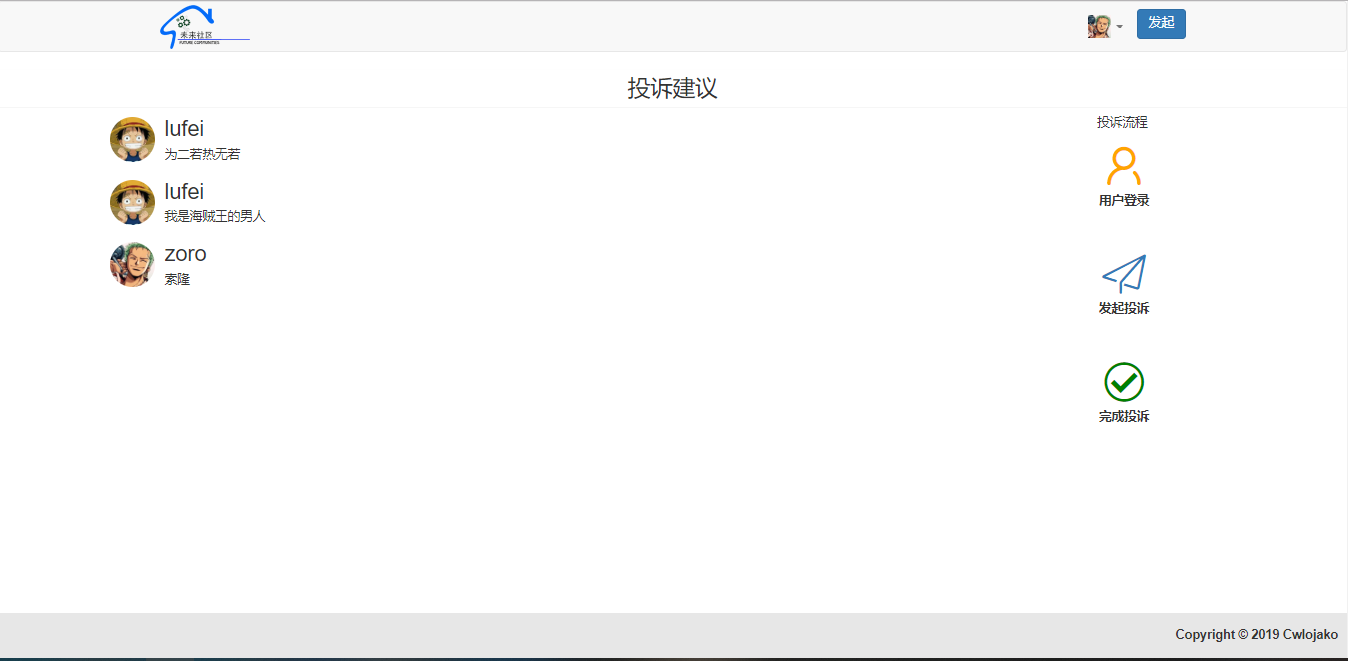 未来社区
FUTURE COMMUNITIES
发起
投诉建议
lufei
为二若热无若
lufei
我是海贼王的男人
zoro
索隆
投诉流程
用户登录
发起投诉
完成投诉
Copyright © 2019 Cwlojako